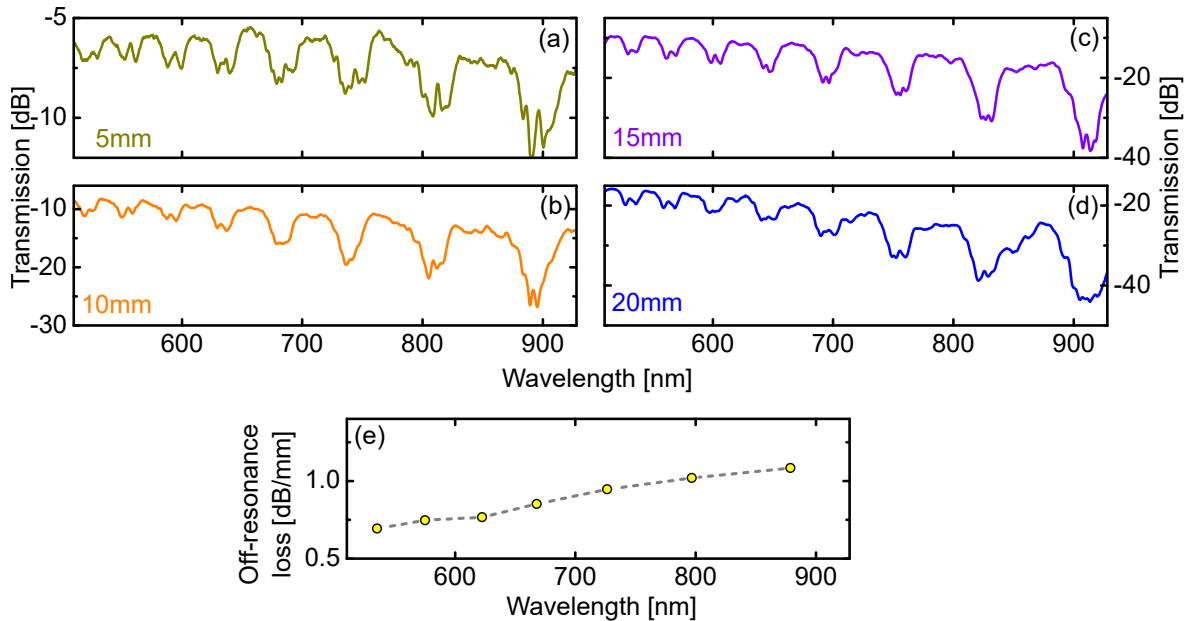 -5
-10
Transmission [dB]
(a)
5mm
(c)
15mm
-20
-40
Transmission [dB]
-10
-20
-30
(b)
10mm
600
700
800
900
(d)
20mm
-20
-40
600
700
800
900
Wavelength [nm]
(e)
Off-resonance
loss [dB/mm]
1.0
0.5
600
700
800
900
Wavelength [nm]